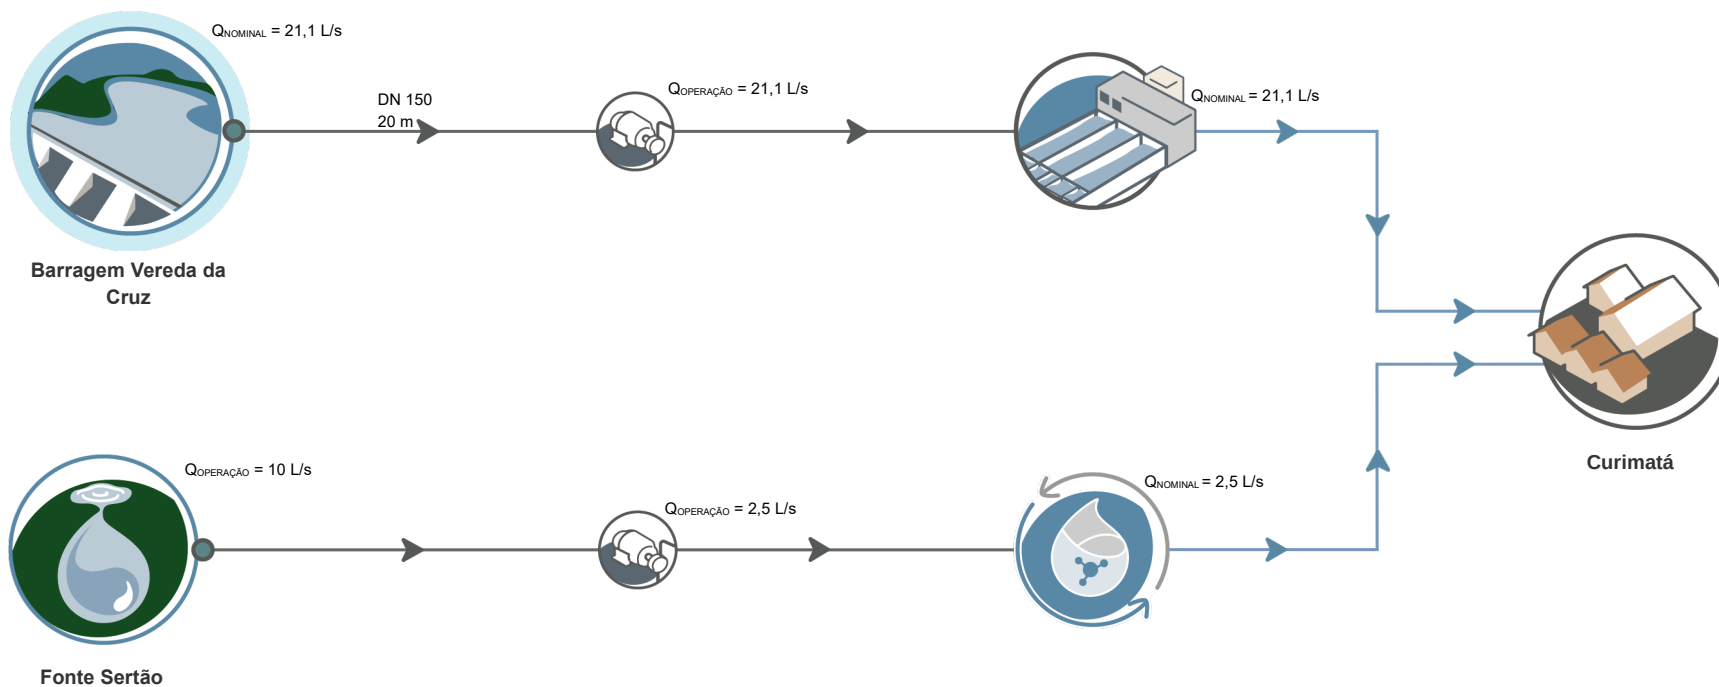 QNOMINAL = 21,1 L/s
DN 150
20 m
QOPERAÇÃO = 21,1 L/s
QNOMINAL = 21,1 L/s
Barragem Vereda da
Cruz
Curimatá
QOPERAÇÃO = 10 L/s
QOPERAÇÃO = 2,5 L/s
QNOMINAL = 2,5 L/s
Fonte Sertão